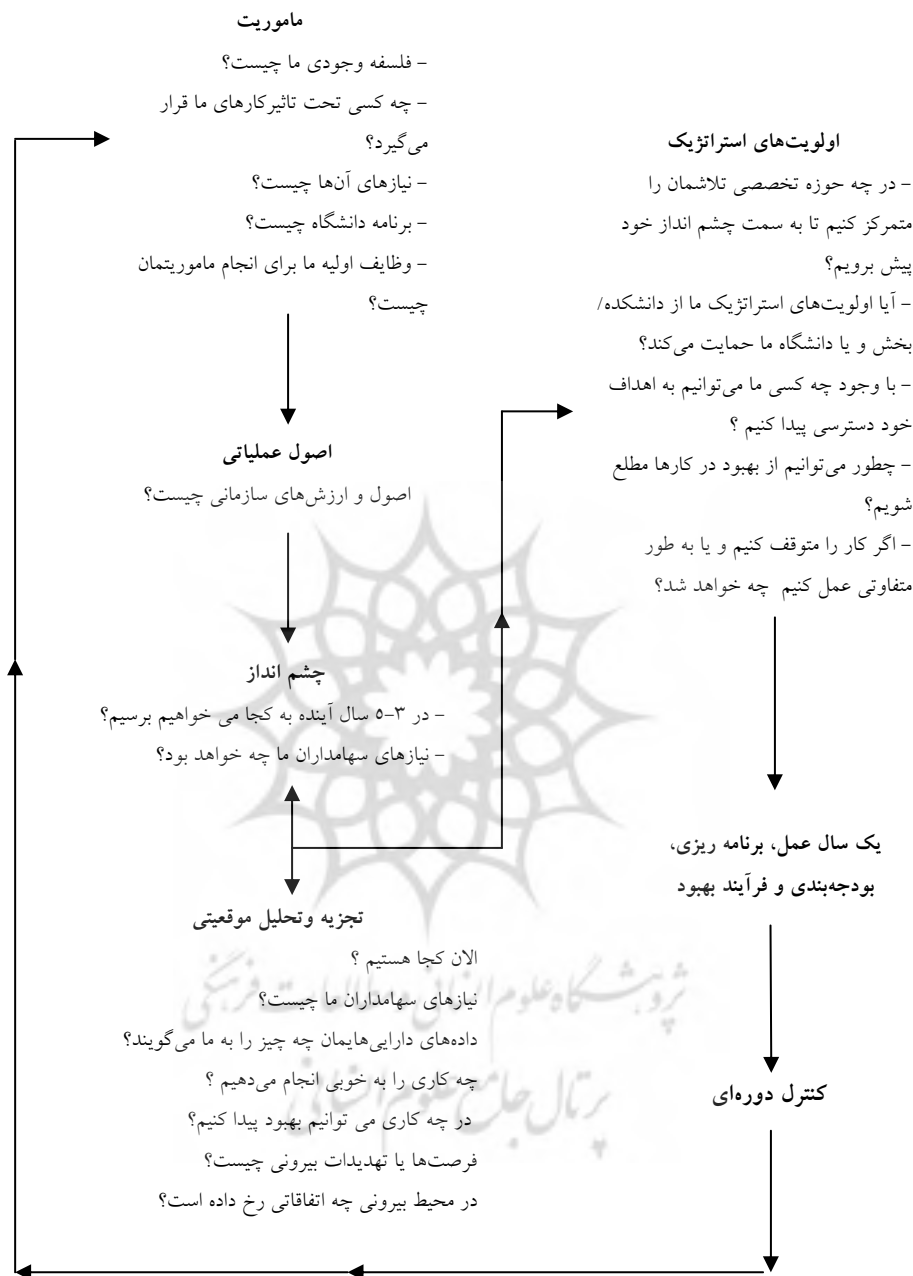 ماموریت
- فلسفه وجودی ما چیست؟
- چه کسی تحت تاثیرکارهای ما قرار
می‌گیرد؟
- نیازهای آن‌ها چیست؟
- برنامه دانشگاه چیست؟
- وظایف اولیه ما برای انجام ماموریتمان
چیست؟
اصول عملیاتی
اصول و ارزش‌های سازمانی چیست؟
چشم انداز
- در ۳-۵ سال آینده به کجا می خواهیم برسیم؟
- نیازهای سهامداران ما چه خواهد بود؟
تجزیه وتحلیل موقعیتی
الان کجا هستیم ؟
نیازهای سهامداران ما چیست؟
داده‌های دارایی‌هایمان چه چیز را به ما می‌گویند؟
چه کاری را به خوبی انجام می‌دهیم ؟
در چه کاری می توانیم بهبود پیدا کنیم؟
فرصت‌ها یا تهدیدات بیرونی چیست؟
در محیط بیرونی چه اتفاقاتی رخ داده است؟
اولویت‌های استراتژیک
- در چه حوزه تخصصی تلاشمان را
متمرکز کنیم تا به سمت چشم انداز خود
پیش برویم؟
- آیا اولویت‌های استراتژیک ما از دانشکده/
بخش و یا دانشگاه ما حمایت می‌کند؟
- با وجود چه کسی ما می‌توانیم به اهداف
خود دسترسی پیدا کنیم ؟
- چطور می‌توانیم از بهبود در کارها مطلع
شویم؟
- اگر کار را متوقف کنیم و یا به طور
متفاوتی عمل کنیم چه خواهد شد؟
یک سال عمل، برنامه ریزی،
بودجه‌بندی و فرآیند بهبود
کنترل دوره‌ای
پژوهشگاه علوم انسانی و مطالعات فرهنگی
پرتال جامع علوم انسانی